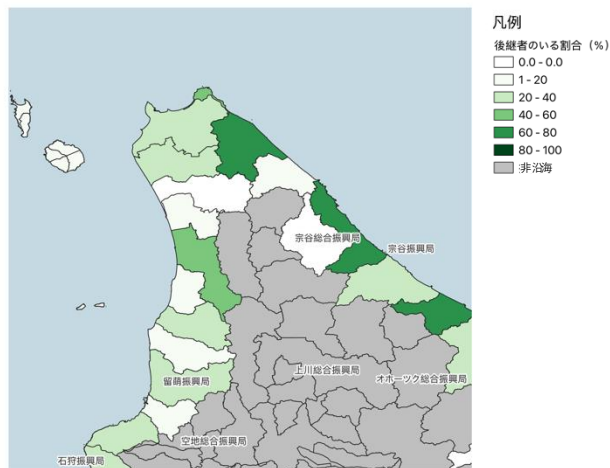 凡例
後継者のいる割合 (%)
0.0 - 0.0
1 - 20
20 - 40
40 - 60
60 - 80
80 - 100
非沿海
宗谷総合振興局
宗谷振興局
上川総合振興局
オホーツク総合振興局
留萌振興局
空地総合振興局
石狩振興局